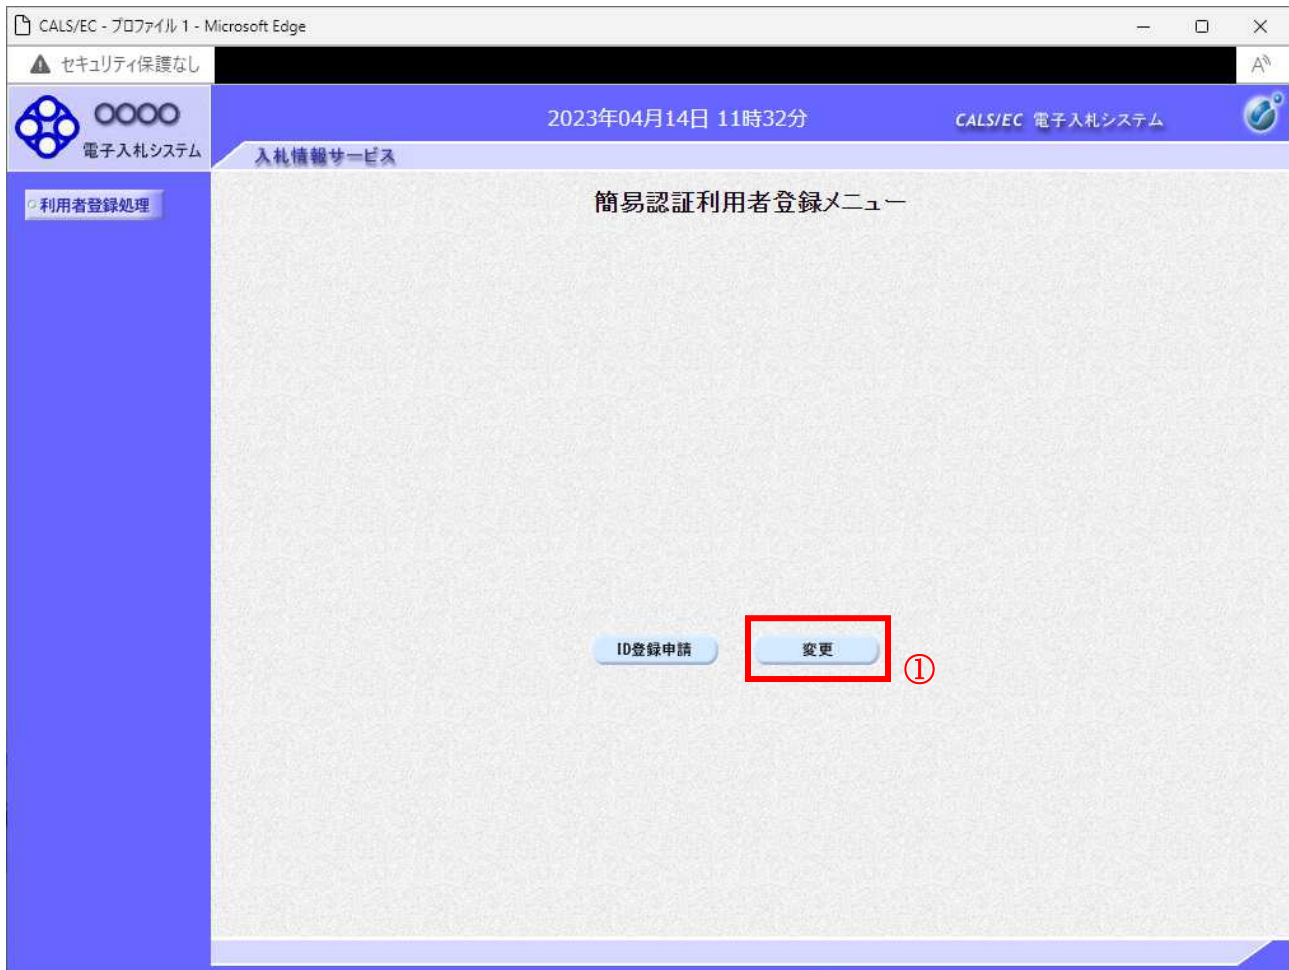 CALS/EC - プロファイル 1 - Microsoft Edge
セキュリティ保護なし
〇〇〇〇
電子入札システム
2023年04月14日 11時32分
CALS/EC 電子入札システム
入札情報サービス
利用者登録処理
簡易認証利用者登録メニュー
ID登録申請
変更
①